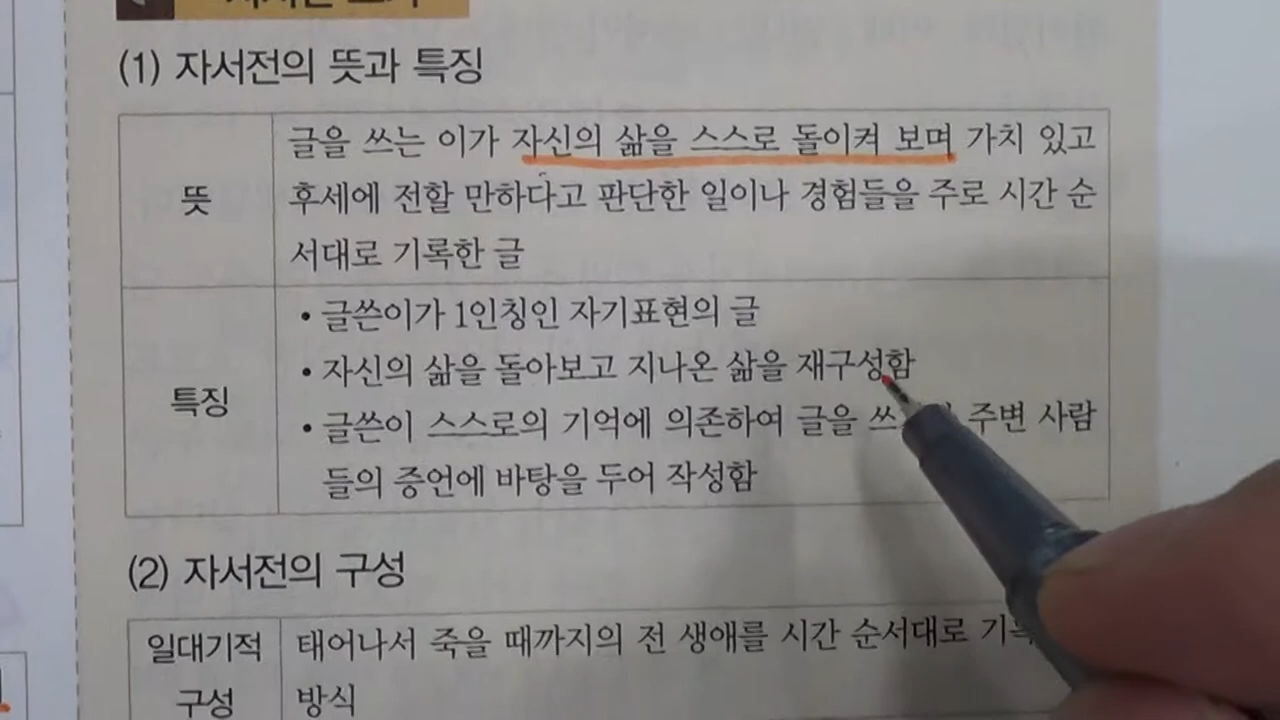 (1) 자서전의 뜻과 특징
뜻
글을 쓰는 이가 자신의 삶을 스스로 돌이켜 보며 가치 있고
후세에 전할 만하다고 판단한 일이나 경험들을 주로 시간 순
서대로 기록한 글
특징
• 글쓴이가 1인칭인 자기표현의 글
• 자신의 삶을 돌아보고 지나온 삶을 재구성함
• 글쓴이 스스로의 기억에 의존하여 글을 주변 사람
들의 증언에 바탕을 두어 작성함
(2) 자서전의 구성
일대기적
구성
태어나서 죽을 때까지의 전 생애를 시간 순서대로
방식